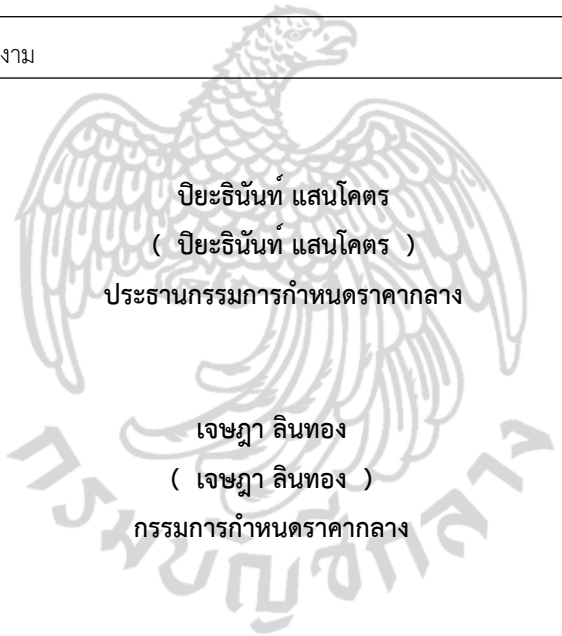 งาม
ปิยะธินันท์ แสนโคตร
( ปิยะธินันท์ แสนโคตร )
ประธานกรรมการกำหนดราคากลาง
เจษฎา ลินทอง
( เจษฎา ลินทอง )
กรรมการกำหนดราคากลาง
กรมบัญชีกลาง